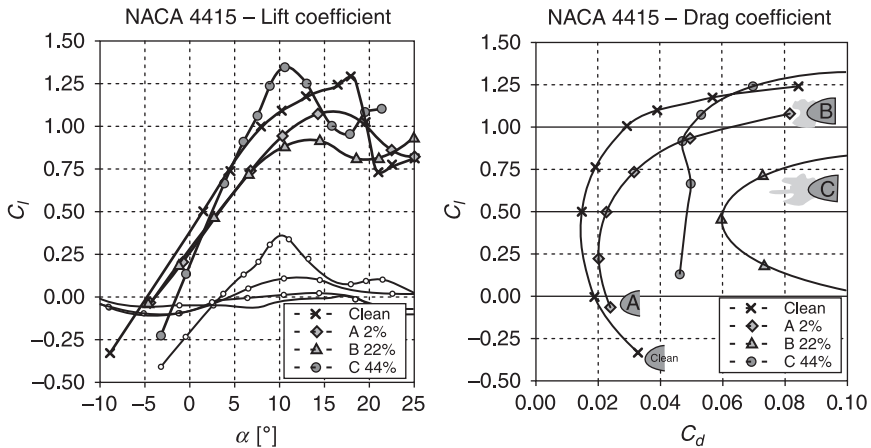 NACA 4415 – Lift coefficient
1.50
1.25
1.00
0.75
0.50
0.25
0.00
−0.25
−0.50
C_l
−10
−5
0
5
10
15
20
25
α [°]
Clean
A 2%
B 22%
C 44%
NACA 4415 – Drag coefficient
1.50
1.25
1.00
0.75
0.50
0.25
0.00
−0.25
−0.50
C_l
0.00
0.02
0.04
0.06
0.08
0.10
C_d
B
C
A
Clean
Clean
A 2%
B 22%
C 44%